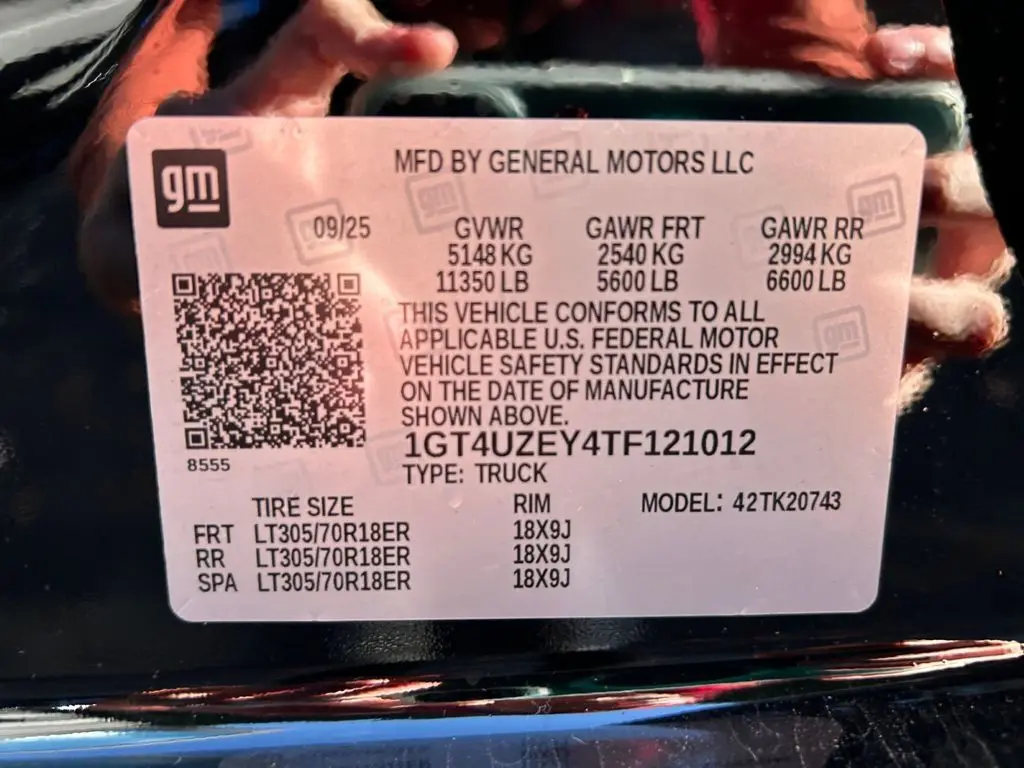 gm
MFD BY GENERAL MOTORS LLC
09/25 GVWR GAWR FRT GAWR RR
5148 KG 2540 KG 2994 KG
11350 LB 5600 LB 6600 LB
THIS VEHICLE CONFORMS TO ALL
APPLICABLE U.S. FEDERAL MOTOR
VEHICLE SAFETY STANDARDS IN EFFECT
ON THE DATE OF MANUFACTURE
SHOWN ABOVE.
1GT4UZEY4TF121012
8555
TYPE: TRUCK
TIRE SIZE RIM MODEL: 42TK20743
FRT LT305/70R18ER 18X9J
RR LT305/70R18ER 18X9J
SPA LT305/70R18ER 18X9J